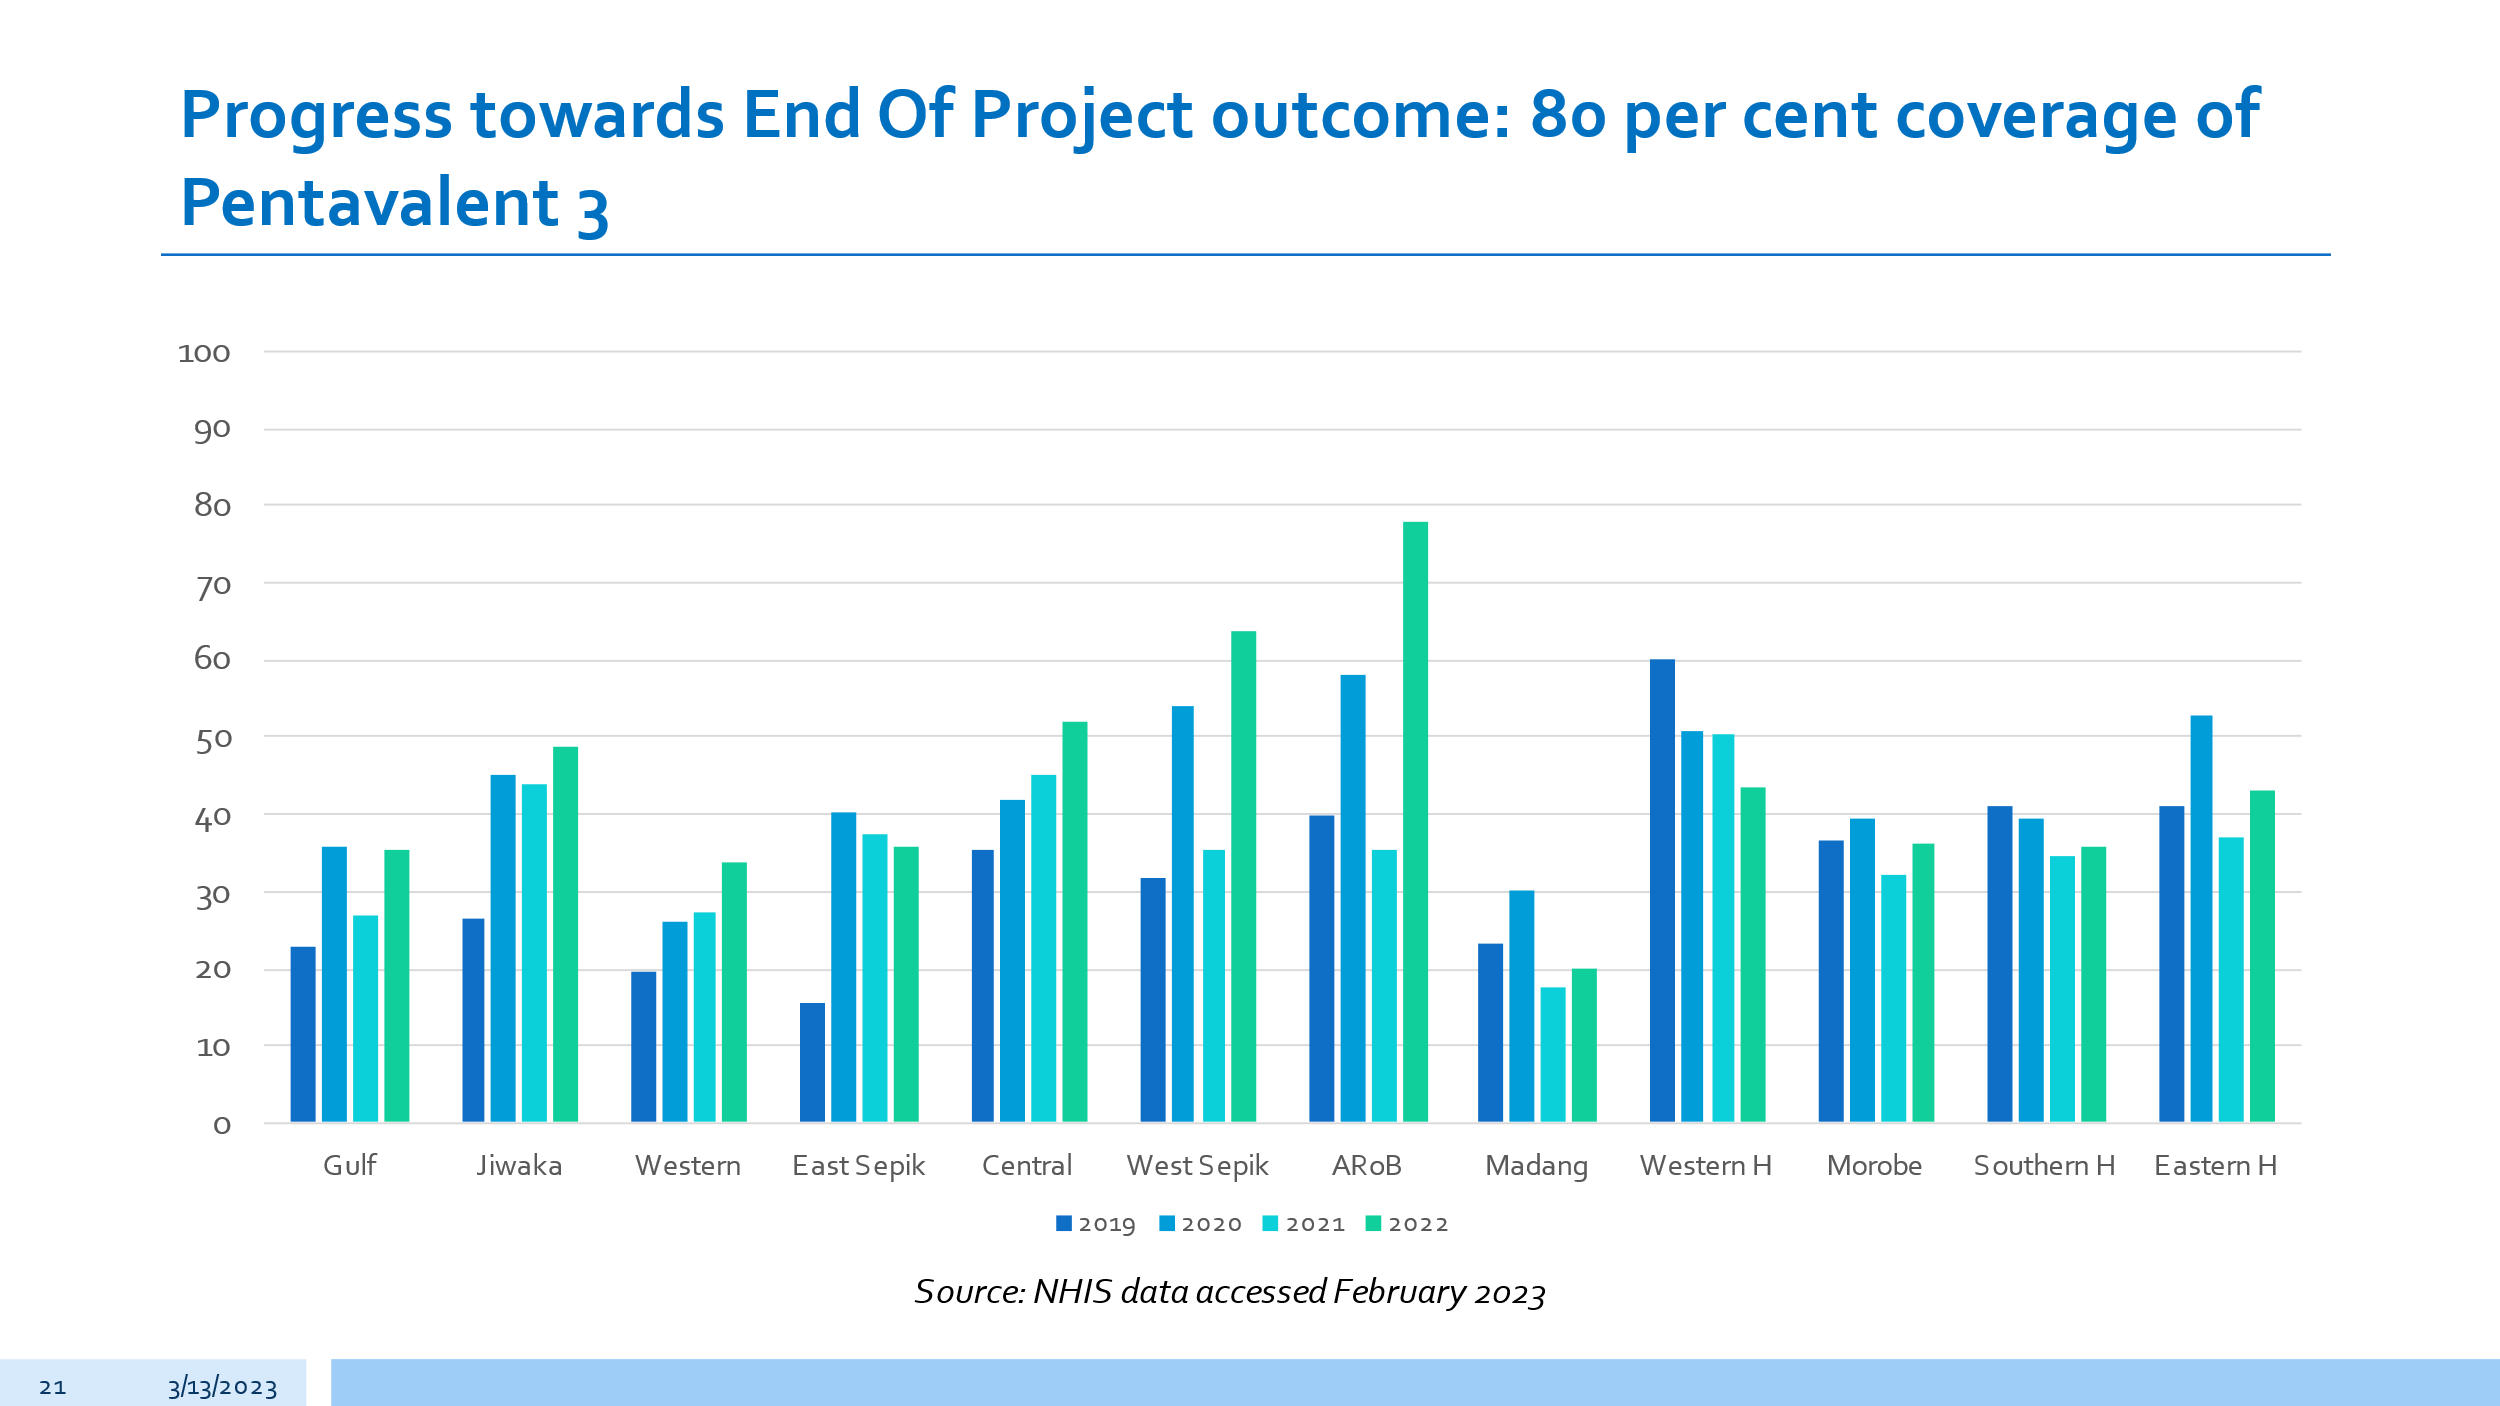 Progress towards End Of Project outcome: 80 per cent coverage of
Pentavalent 3
100
90
80
70
60
50
40
30
20
10
0
Gulf Jiwaka Western East Sepik Central West Sepik ARoB Madang Western H Morobe Southern H Eastern H
2019 2020 2021 2022
Source: NHIS data accessed February 2023
21 3/13/2023